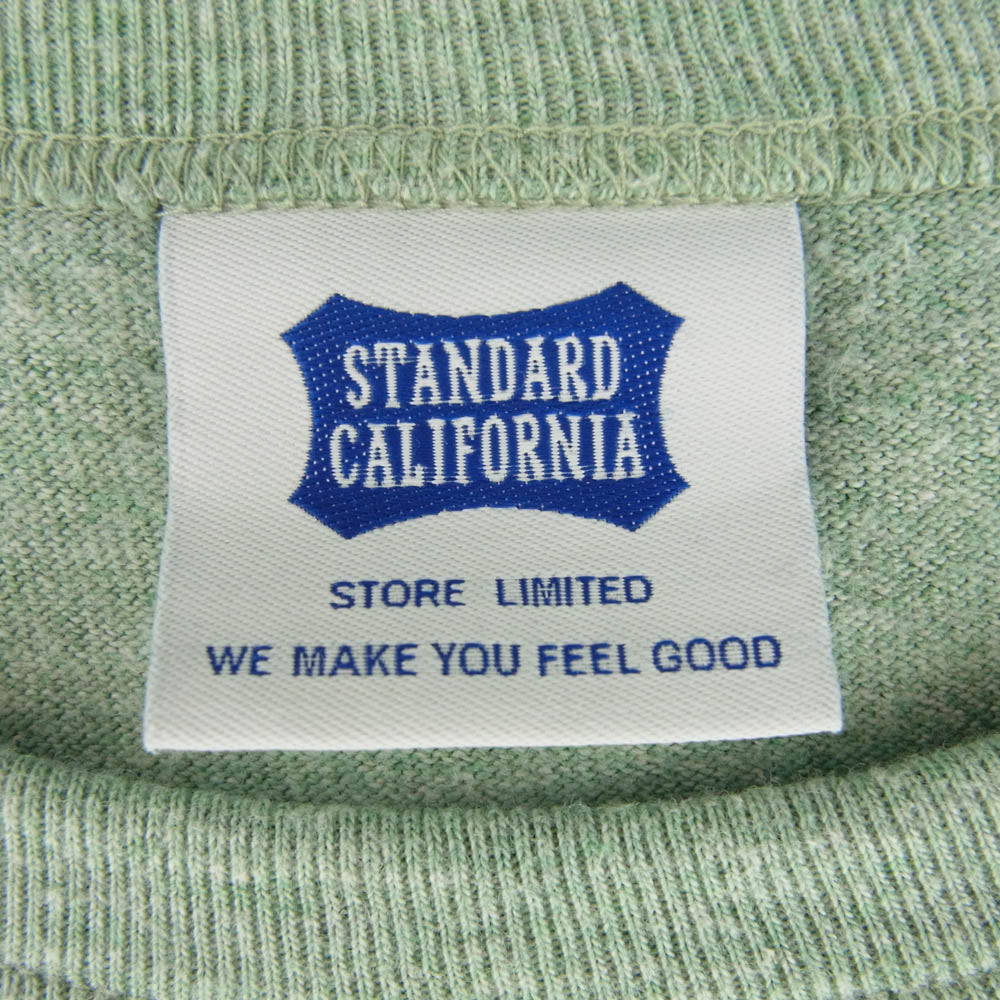 STANDARD
CALIFORNIA
STORE LIMITED
WE MAKE YOU FEEL GOOD